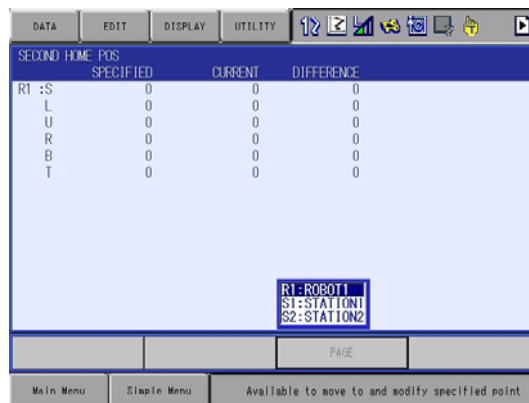 DATA EDIT DISPLAY UTILITY
SECOND HOME POS
SPECIFIED CURRENT DIFFERENCE
R1 :S 0 0 0
L 0 0 0
U 0 0 0
R 0 0 0
B 0 0 0
T 0 0 0
R1:ROBOT1
S1:STATION1
S2:STATION2
PAGE
Main Menu Simple Menu Available to move to and modify specified point